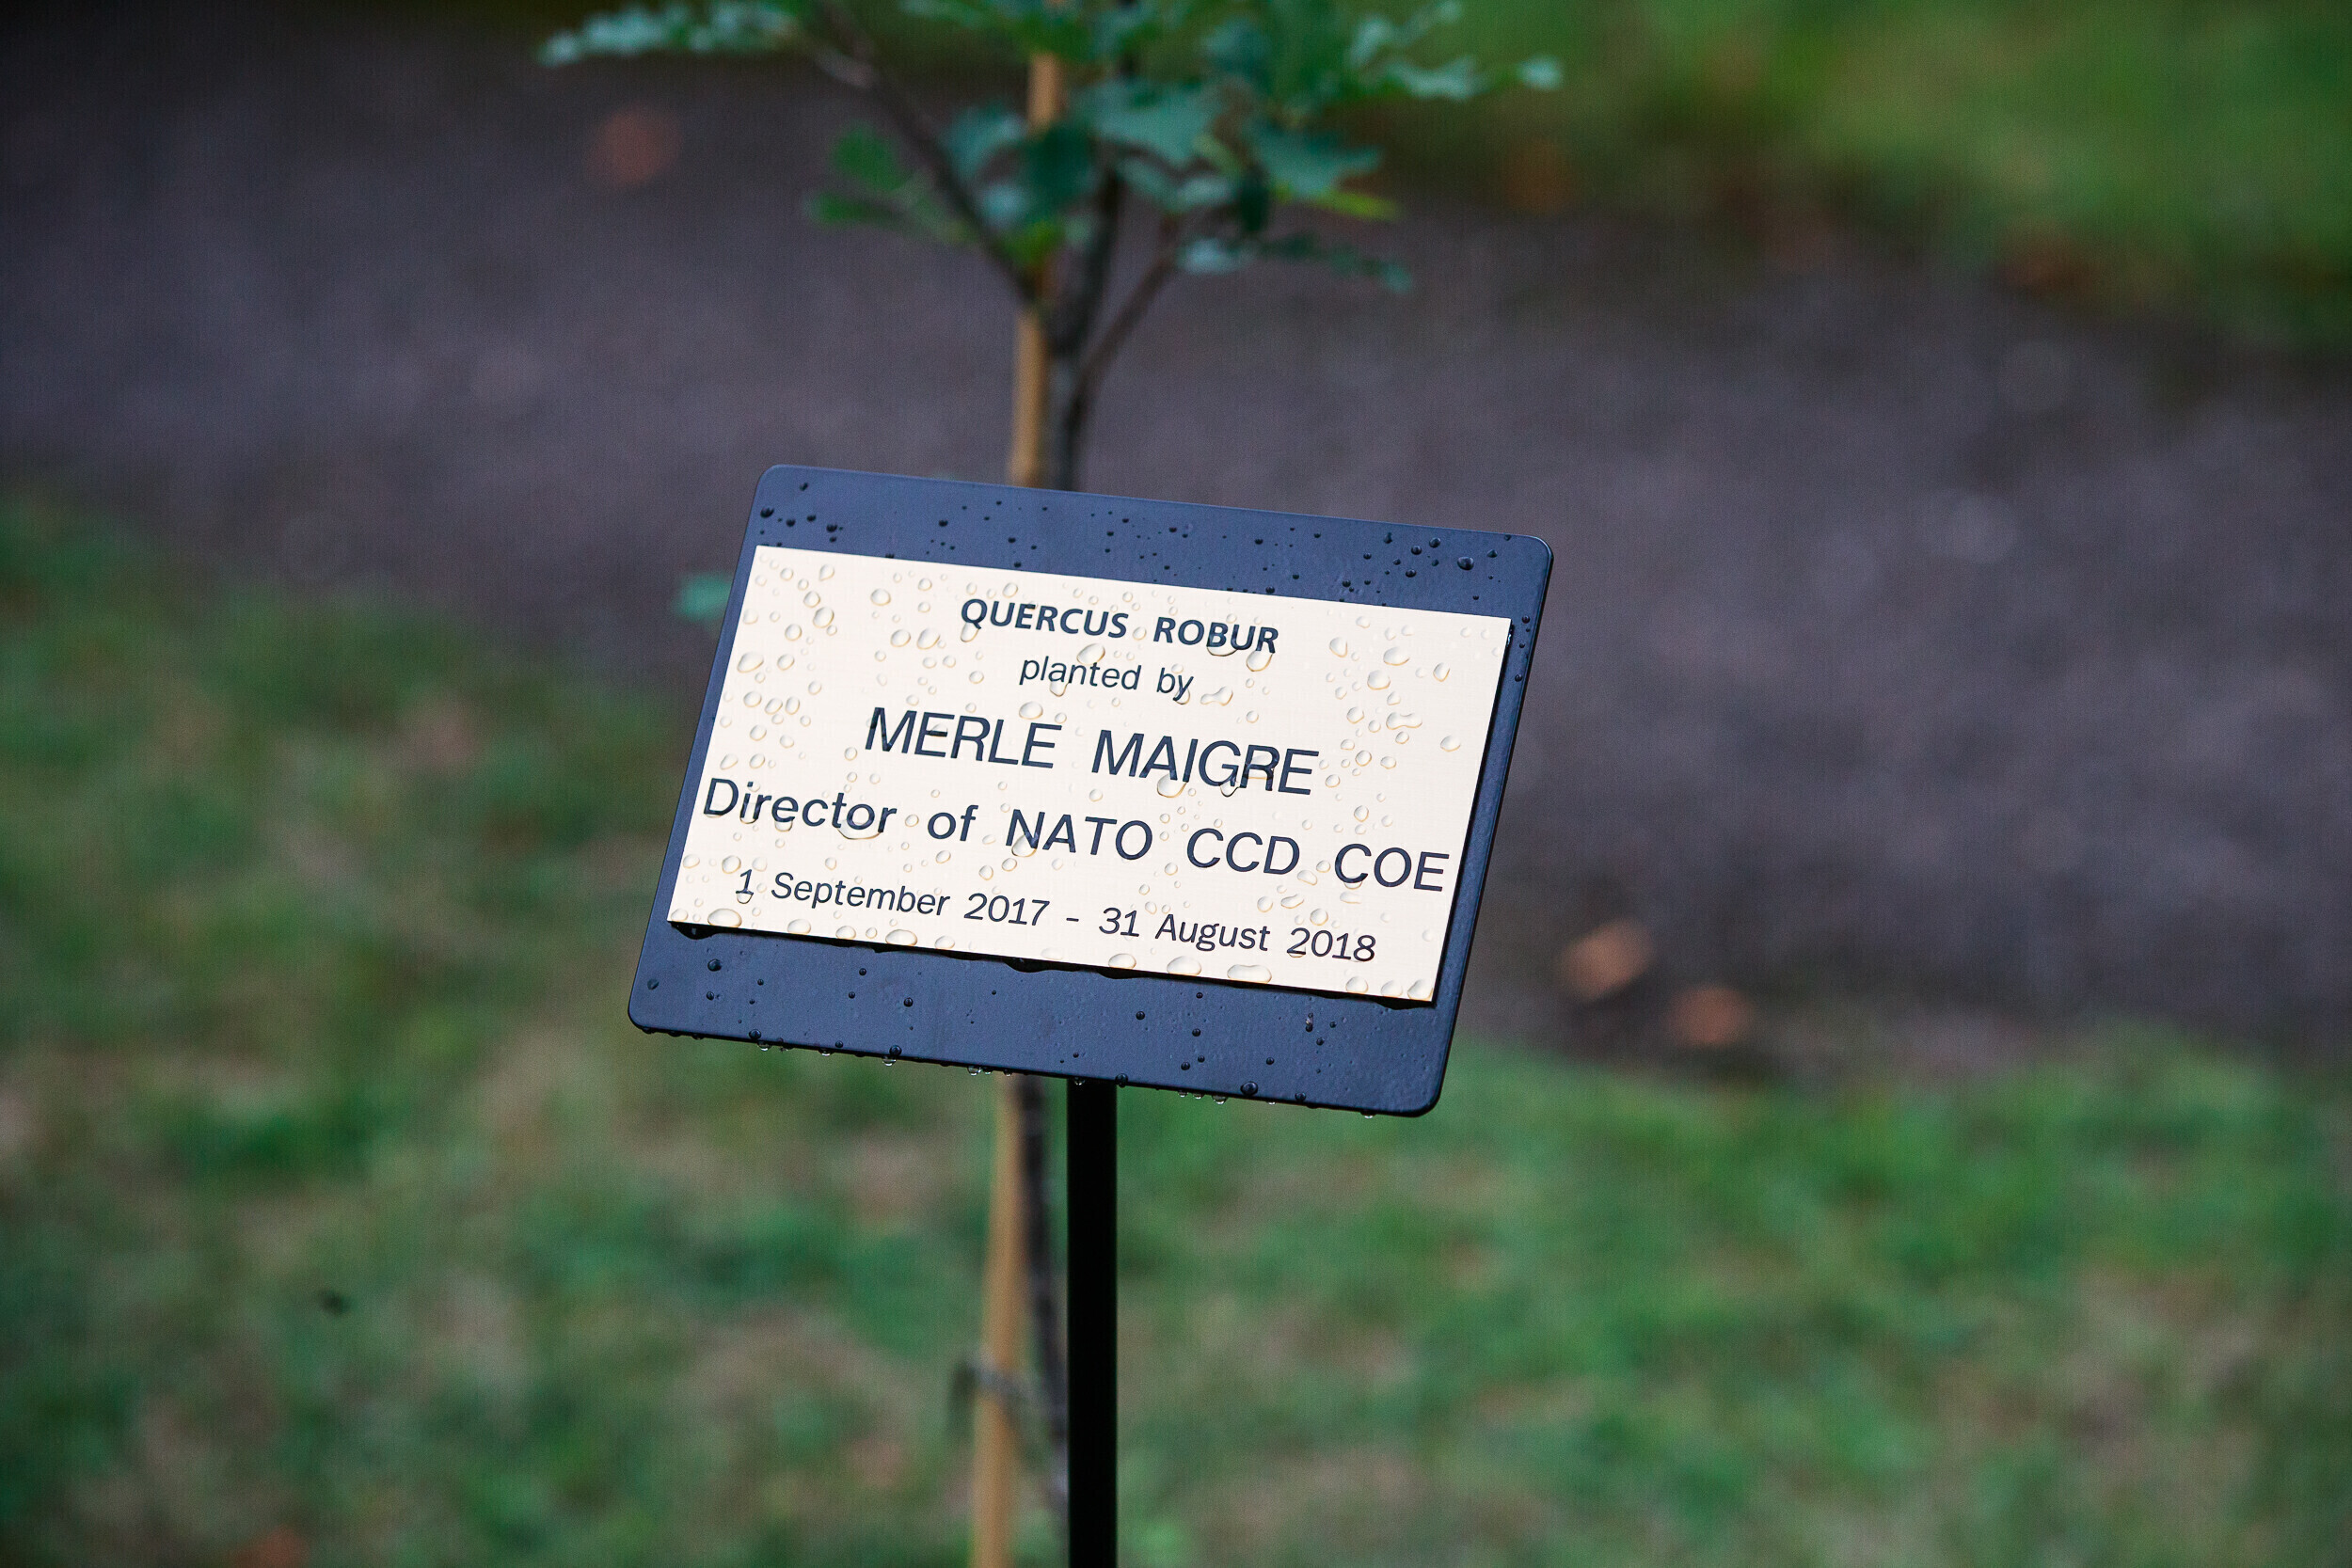 QUERCUS ROBUR
planted by
MERLE MAIGRE
Director of NATO CCD COE
1 September 2017 - 31 August 2018